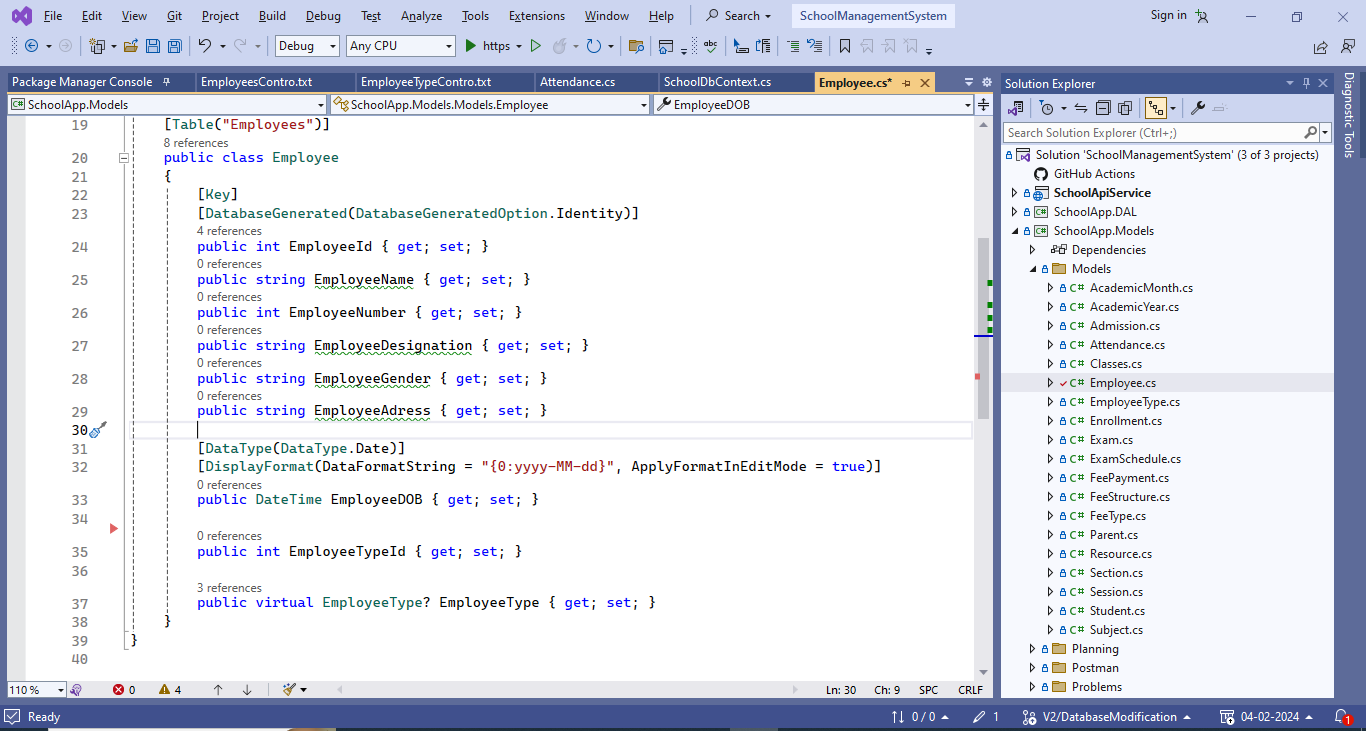 File Edit View Git Project Build Debug Test Analyze Tools Extensions Window Help Search SchoolManagementSystem Sign in
Debug Any CPU https abc
Package Manager Console EmployeesContro.txt EmployeeTypeContro.txt Attendance.cs SchoolDbContext.cs Employee.cs*
SchoolApp.Models SchoolApp.Models.Models.Employee EmployeeDOB
19 [Table("Employees")]
8 references
20 public class Employee
21 {
22 [Key]
23 [DatabaseGenerated(DatabaseGeneratedOption.Identity)]
4 references
24 public int EmployeeId { get; set; }
0 references
25 public string EmployeeName { get; set; }
0 references
26 public int EmployeeNumber { get; set; }
0 references
27 public string EmployeeDesignation { get; set; }
0 references
28 public string EmployeeGender { get; set; }
0 references
29 public string EmployeeAdress { get; set; }
30
31 [DataType(DataType.Date)]
32 [DisplayFormat(DataFormatString = "{0:yyyy-MM-dd}", ApplyFormatInEditMode = true)]
0 references
33 public DateTime EmployeeDOB { get; set; }
34
0 references
35 public int EmployeeTypeId { get; set; }
36
3 references
37 public virtual EmployeeType? EmployeeType { get; set; }
38 }
39 }
40
110 % 0 4 Ln: 30 Ch: 9 SPC CRLF
Solution Explorer
Search Solution Explorer (Ctrl+;)
Solution 'SchoolManagementSystem' (3 of 3 projects)
GitHub Actions
SchoolApiService
C# SchoolApp.DAL
C# SchoolApp.Models
Dependencies
Models
C# AcademicMonth.cs
C# AcademicYear.cs
C# Admission.cs
C# Attendance.cs
C# Classes.cs
C# Employee.cs
C# EmployeeType.cs
C# Enrollment.cs
C# Exam.cs
C# ExamSchedule.cs
C# FeePayment.cs
C# FeeStructure.cs
C# FeeType.cs
C# Parent.cs
C# Resource.cs
C# Section.cs
C# Session.cs
C# Student.cs
C# Subject.cs
Planning
Postman
Problems
Diagnostic Tools
Ready 0 / 0 1 V2/DatabaseModification 04-02-2024 1